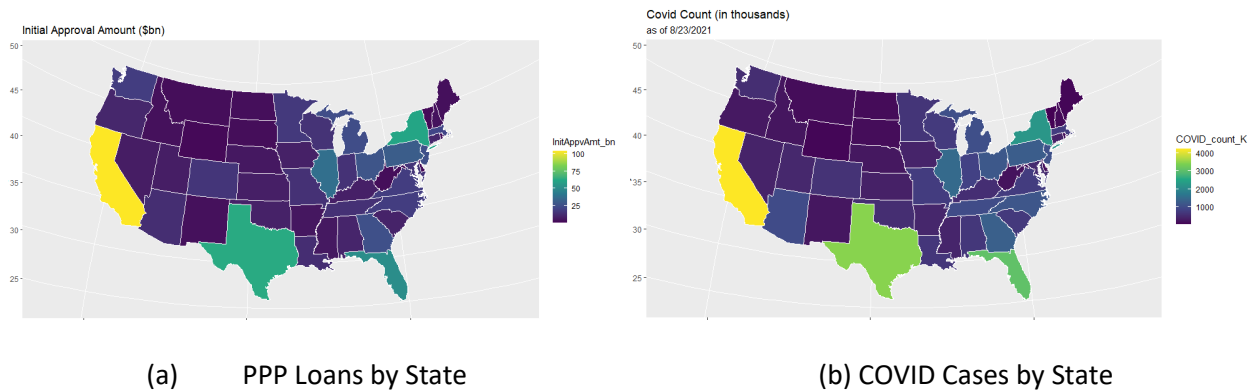 Initial Approval Amount ($bn)
50
45
40
35
30
25
InitAppvAmt_bn
100
75
50
25
(a) PPP Loans by State
Covid Count (in thousands)
as of 8/23/2021
50
45
40
35
30
25
COVID_count_K
4000
3000
2000
1000
(b) COVID Cases by State